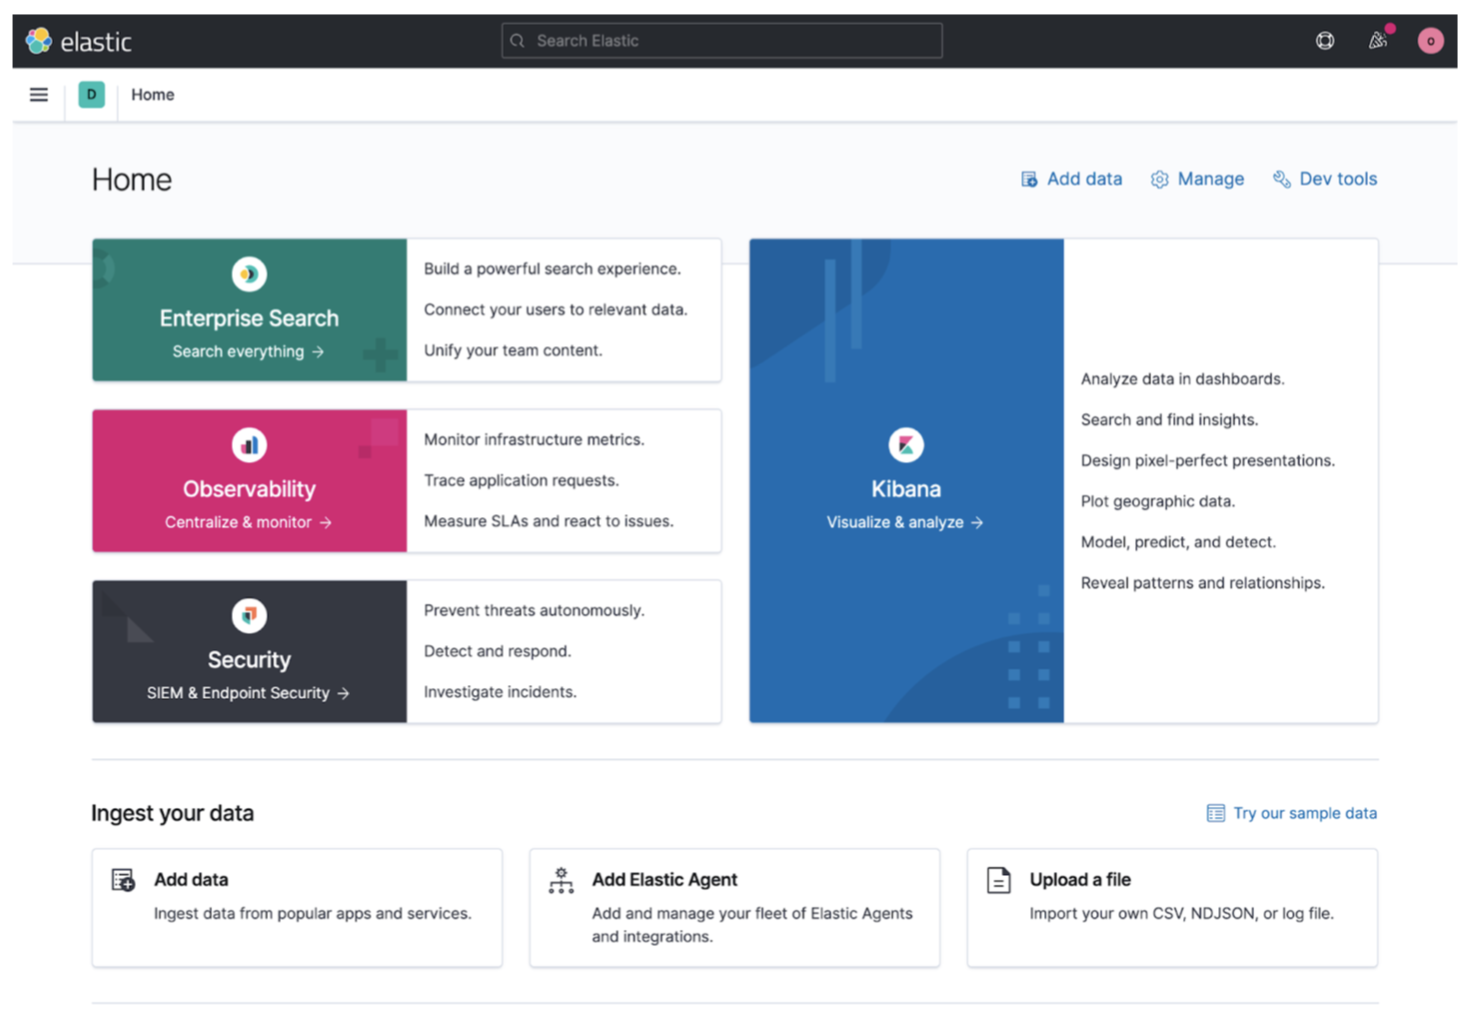 elastic
Search Elastic
o
D
Home
Home
Add data
Manage
Dev tools
Enterprise Search
Search everything →
Build a powerful search experience.
Connect your users to relevant data.
Unify your team content.
Observability
Centralize & monitor →
Monitor infrastructure metrics.
Trace application requests.
Measure SLAs and react to issues.
Security
SIEM & Endpoint Security →
Prevent threats autonomously.
Detect and respond.
Investigate incidents.
Kibana
Visualize & analyze →
Analyze data in dashboards.
Search and find insights.
Design pixel-perfect presentations.
Plot geographic data.
Model, predict, and detect.
Reveal patterns and relationships.
Ingest your data
Try our sample data
Add data
Ingest data from popular apps and services.
Add Elastic Agent
Add and manage your fleet of Elastic Agents
and integrations.
Upload a file
Import your own CSV, NDJSON, or log file.